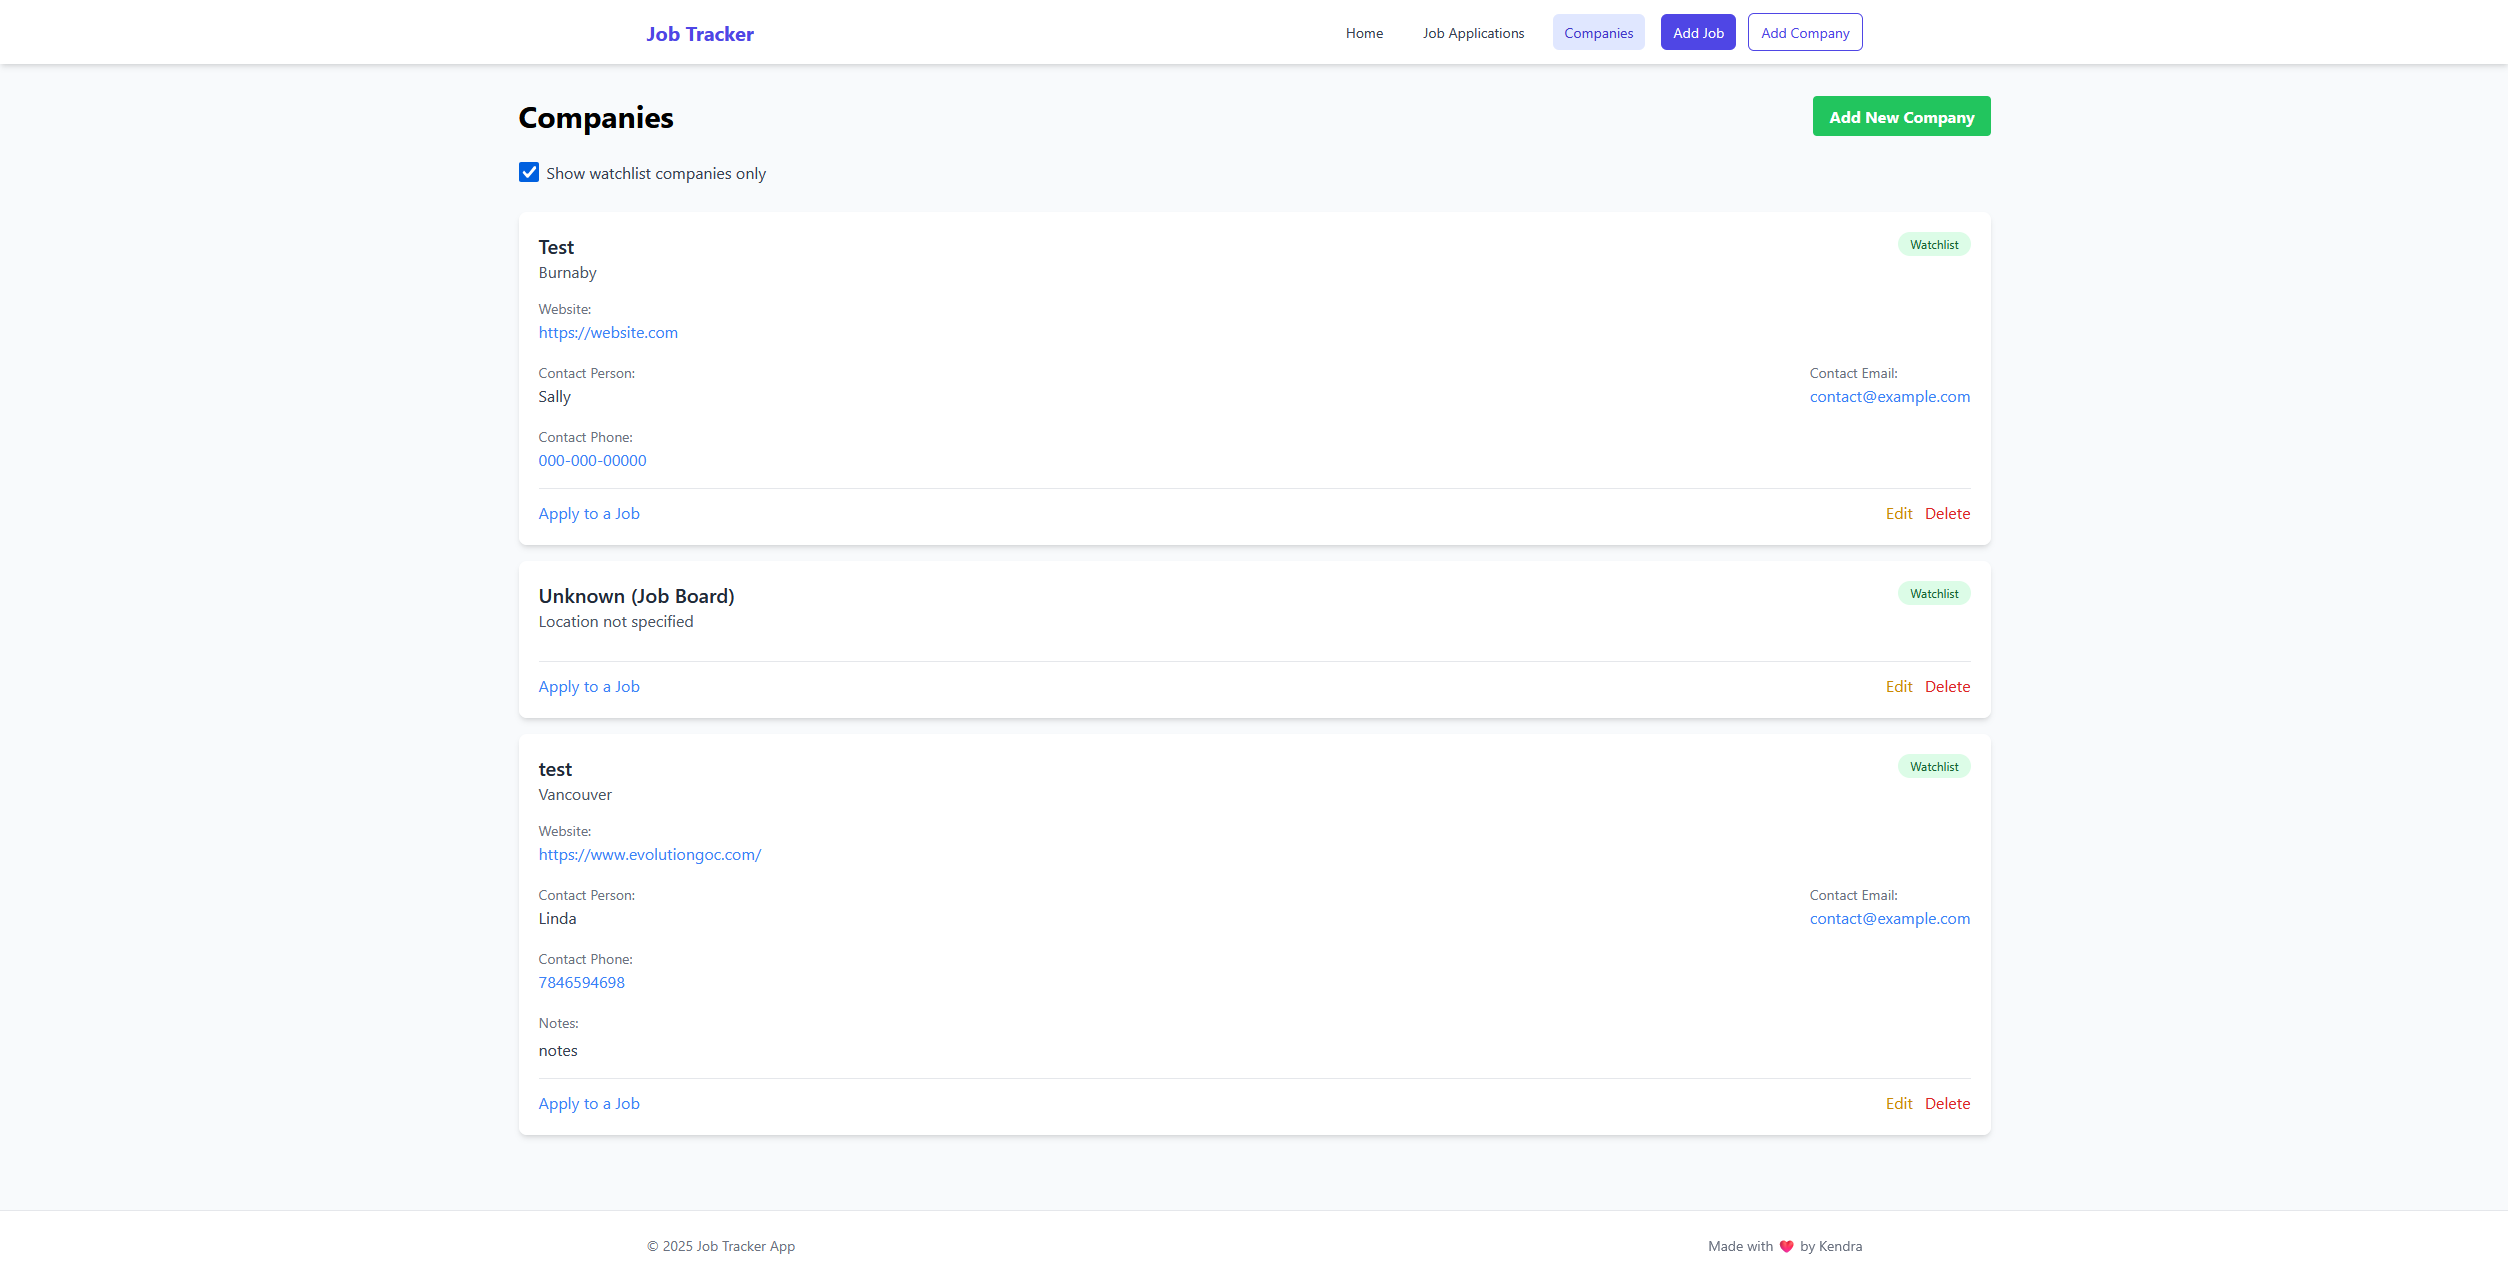 Job Tracker
Home Job Applications Companies Add Job Add Company
Companies
Add New Company
Show watchlist companies only
Test
Watchlist
Burnaby
Website:
https://website.com
Contact Person:
Sally
Contact Email:
contact@example.com
Contact Phone:
000-000-00000
Apply to a Job
Edit Delete
Unknown (Job Board)
Watchlist
Location not specified
Apply to a Job
Edit Delete
test
Watchlist
Vancouver
Website:
https://www.evolutiongoc.com/
Contact Person:
Linda
Contact Email:
contact@example.com
Contact Phone:
7846594698
Notes:
notes
Apply to a Job
Edit Delete
© 2025 Job Tracker App
Made with ❤️ by Kendra